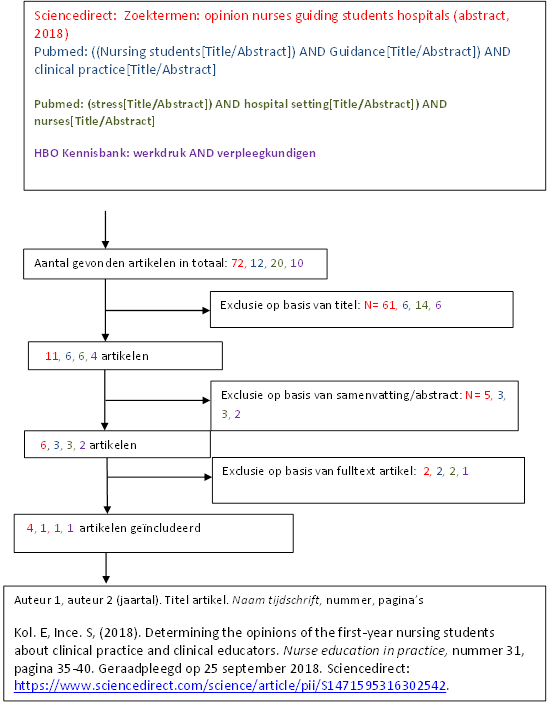 Sciencedirect: Zoektermen: opinion nurses guiding students hospitals (abstract,
2018)
Pubmed: ((Nursing students[Title/Abstract]) AND Guidance[Title/Abstract]) AND
clinical practice[Title/Abstract]
Pubmed: (stress[Title/Abstract]) AND hospital setting[Title/Abstract]) AND
nurses[Title/Abstract]
HBO Kennisbank: werkdruk AND verpleegkundigen
Aantal gevonden artikelen in totaal: 72, 12, 20, 10
Exclusie op basis van titel: N= 61, 6, 14, 6
11, 6, 6, 4 artikelen
Exclusie op basis van samenvatting/abstract: N= 5, 3,
3, 2
6, 3, 3, 2 artikelen
Exclusie op basis van fulltext artikel: 2, 2, 2, 1
4, 1, 1, 1 artikelen geïncludeerd
Auteur 1, auteur 2 (jaartal). Titel artikel. Naam tijdschrift, nummer, pagina's
Kol. E, Ince. S, (2018). Determining the opinions of the first-year nursing students
about clinical practice and clinical educators. Nurse education in practice, nummer 31,
pagina 35-40. Geraadpleegd op 25 september 2018. Sciencedirect:
https://www.sciencedirect.com/science/article/pii/S1471595316302542.